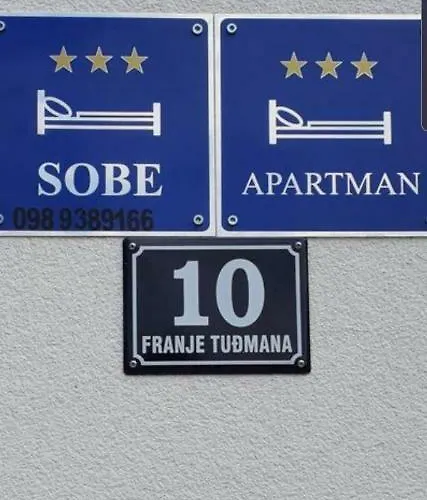 SOBE
098 9389166
APARTMAN
10
FRANJE TUĐMANA